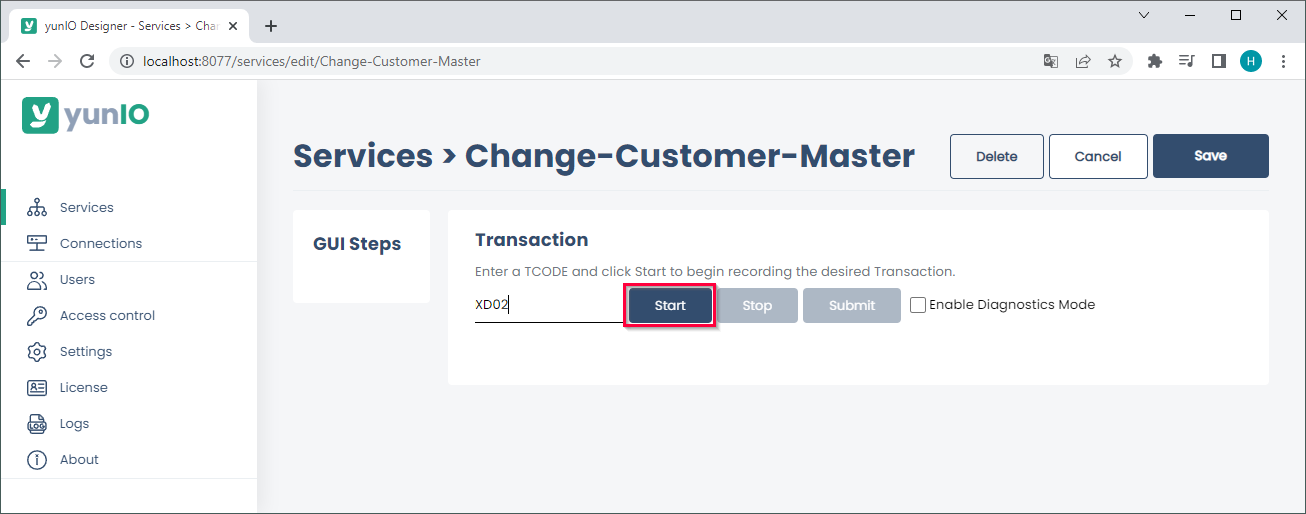 yunIO Designer - Services > Cha
localhost:8077/services/edit/Change-Customer-Master
H
yunIO
Services > Change-Customer-Master
Delete
Cancel
Save
Services
Connections
Users
Access control
Settings
License
LOG
Logs
About
GUI Steps
Transaction
Enter a TCODE and click Start to begin recording the desired Transaction.
XD02
Start
Stop
Submit
Enable Diagnostics Mode